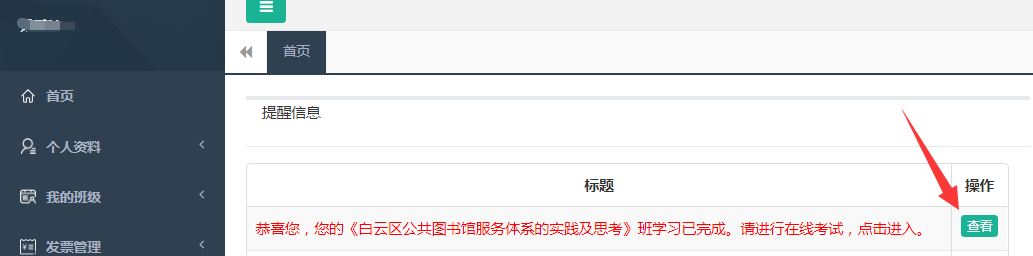 首页
首页
个人资料
我的班级
发票管理
提醒信息
标题 操作
恭喜您，您的《白云区公共图书馆服务体系的实践及思考》班学习已完成。请进行在线考试，点击进入。 查看